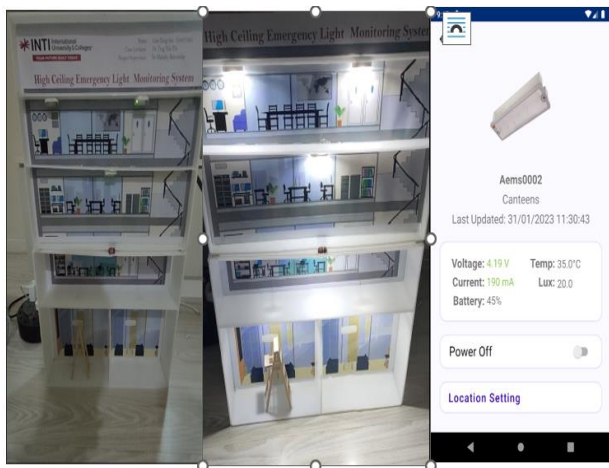 INTI International
University & Colleges
High Ceiling Emergency Light Monitoring System
High Ceiling Emergency Light Monitoring System
Aems0002
Canteens
Last Updated: 31/01/2023 11:30:43
Voltage: 4.19 V
Temp: 35.0°C
Current: 190 mA
Lux: 20.0
Battery: 45%
Power Off
Location Setting